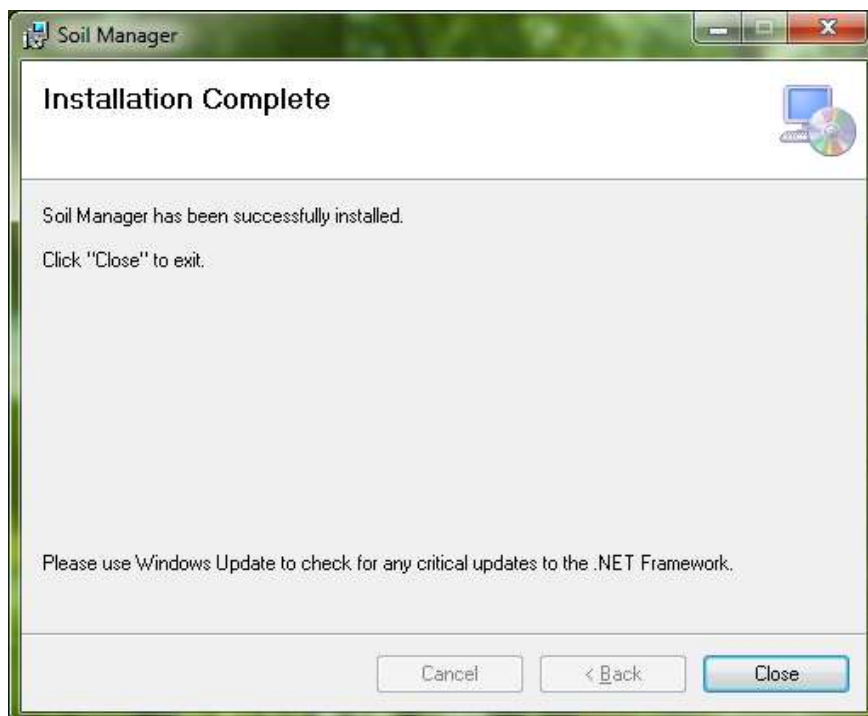 Soil Manager
Installation Complete
Soil Manager has been successfully installed.
Click "Close" to exit.
Please use Windows Update to check for any critical updates to the .NET Framework.
Cancel
< Back
Close